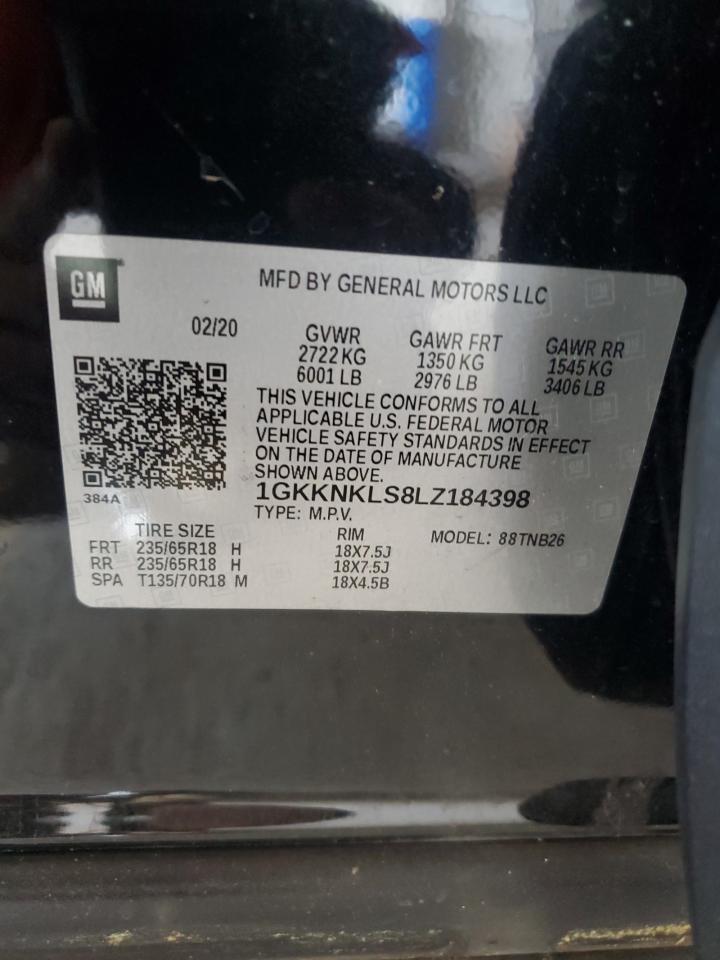 GM
MFD BY GENERAL MOTORS LLC
02/20
GVWR GAWR FRT GAWR RR
2722 KG 1350 KG 1545 KG
6001 LB 2976 LB 3406 LB
THIS VEHICLE CONFORMS TO ALL
APPLICABLE U.S. FEDERAL MOTOR
VEHICLE SAFETY STANDARDS IN EFFECT
ON THE DATE OF MANUFACTURE
SHOWN ABOVE.
384A
1GKKNKLS8LZ184398
TYPE: M.P.V.
TIRE SIZE RIM MODEL: 88TNB26
FRT 235/65R18 H 18X7.5J
RR 235/65R18 H 18X7.5J
SPA T135/70R18 M 18X4.5B